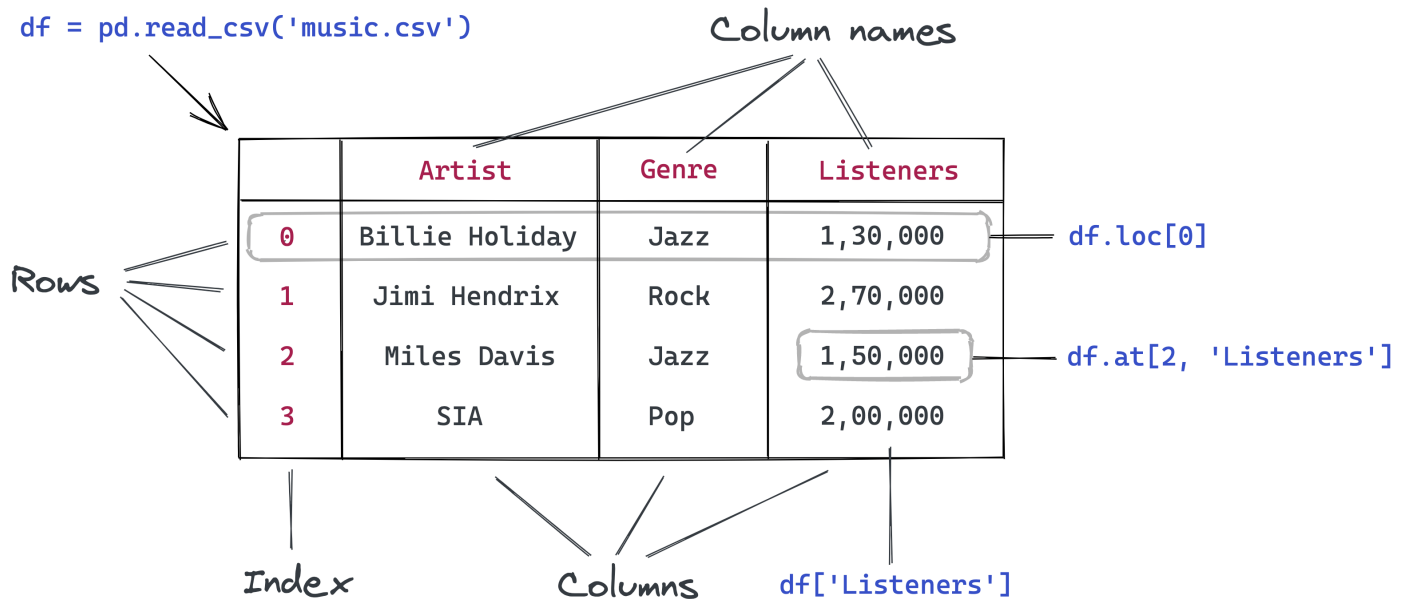 df = pd.read_csv('music.csv')
Column names
Artist Genre Listeners
0 Billie Holiday Jazz 1,30,000 df.loc[0]
Rows
1 Jimi Hendrix Rock 2,70,000
2 Miles Davis Jazz 1,50,000 df.at[2, 'Listeners']
3 SIA Pop 2,00,000
Index Columns df['Listeners']